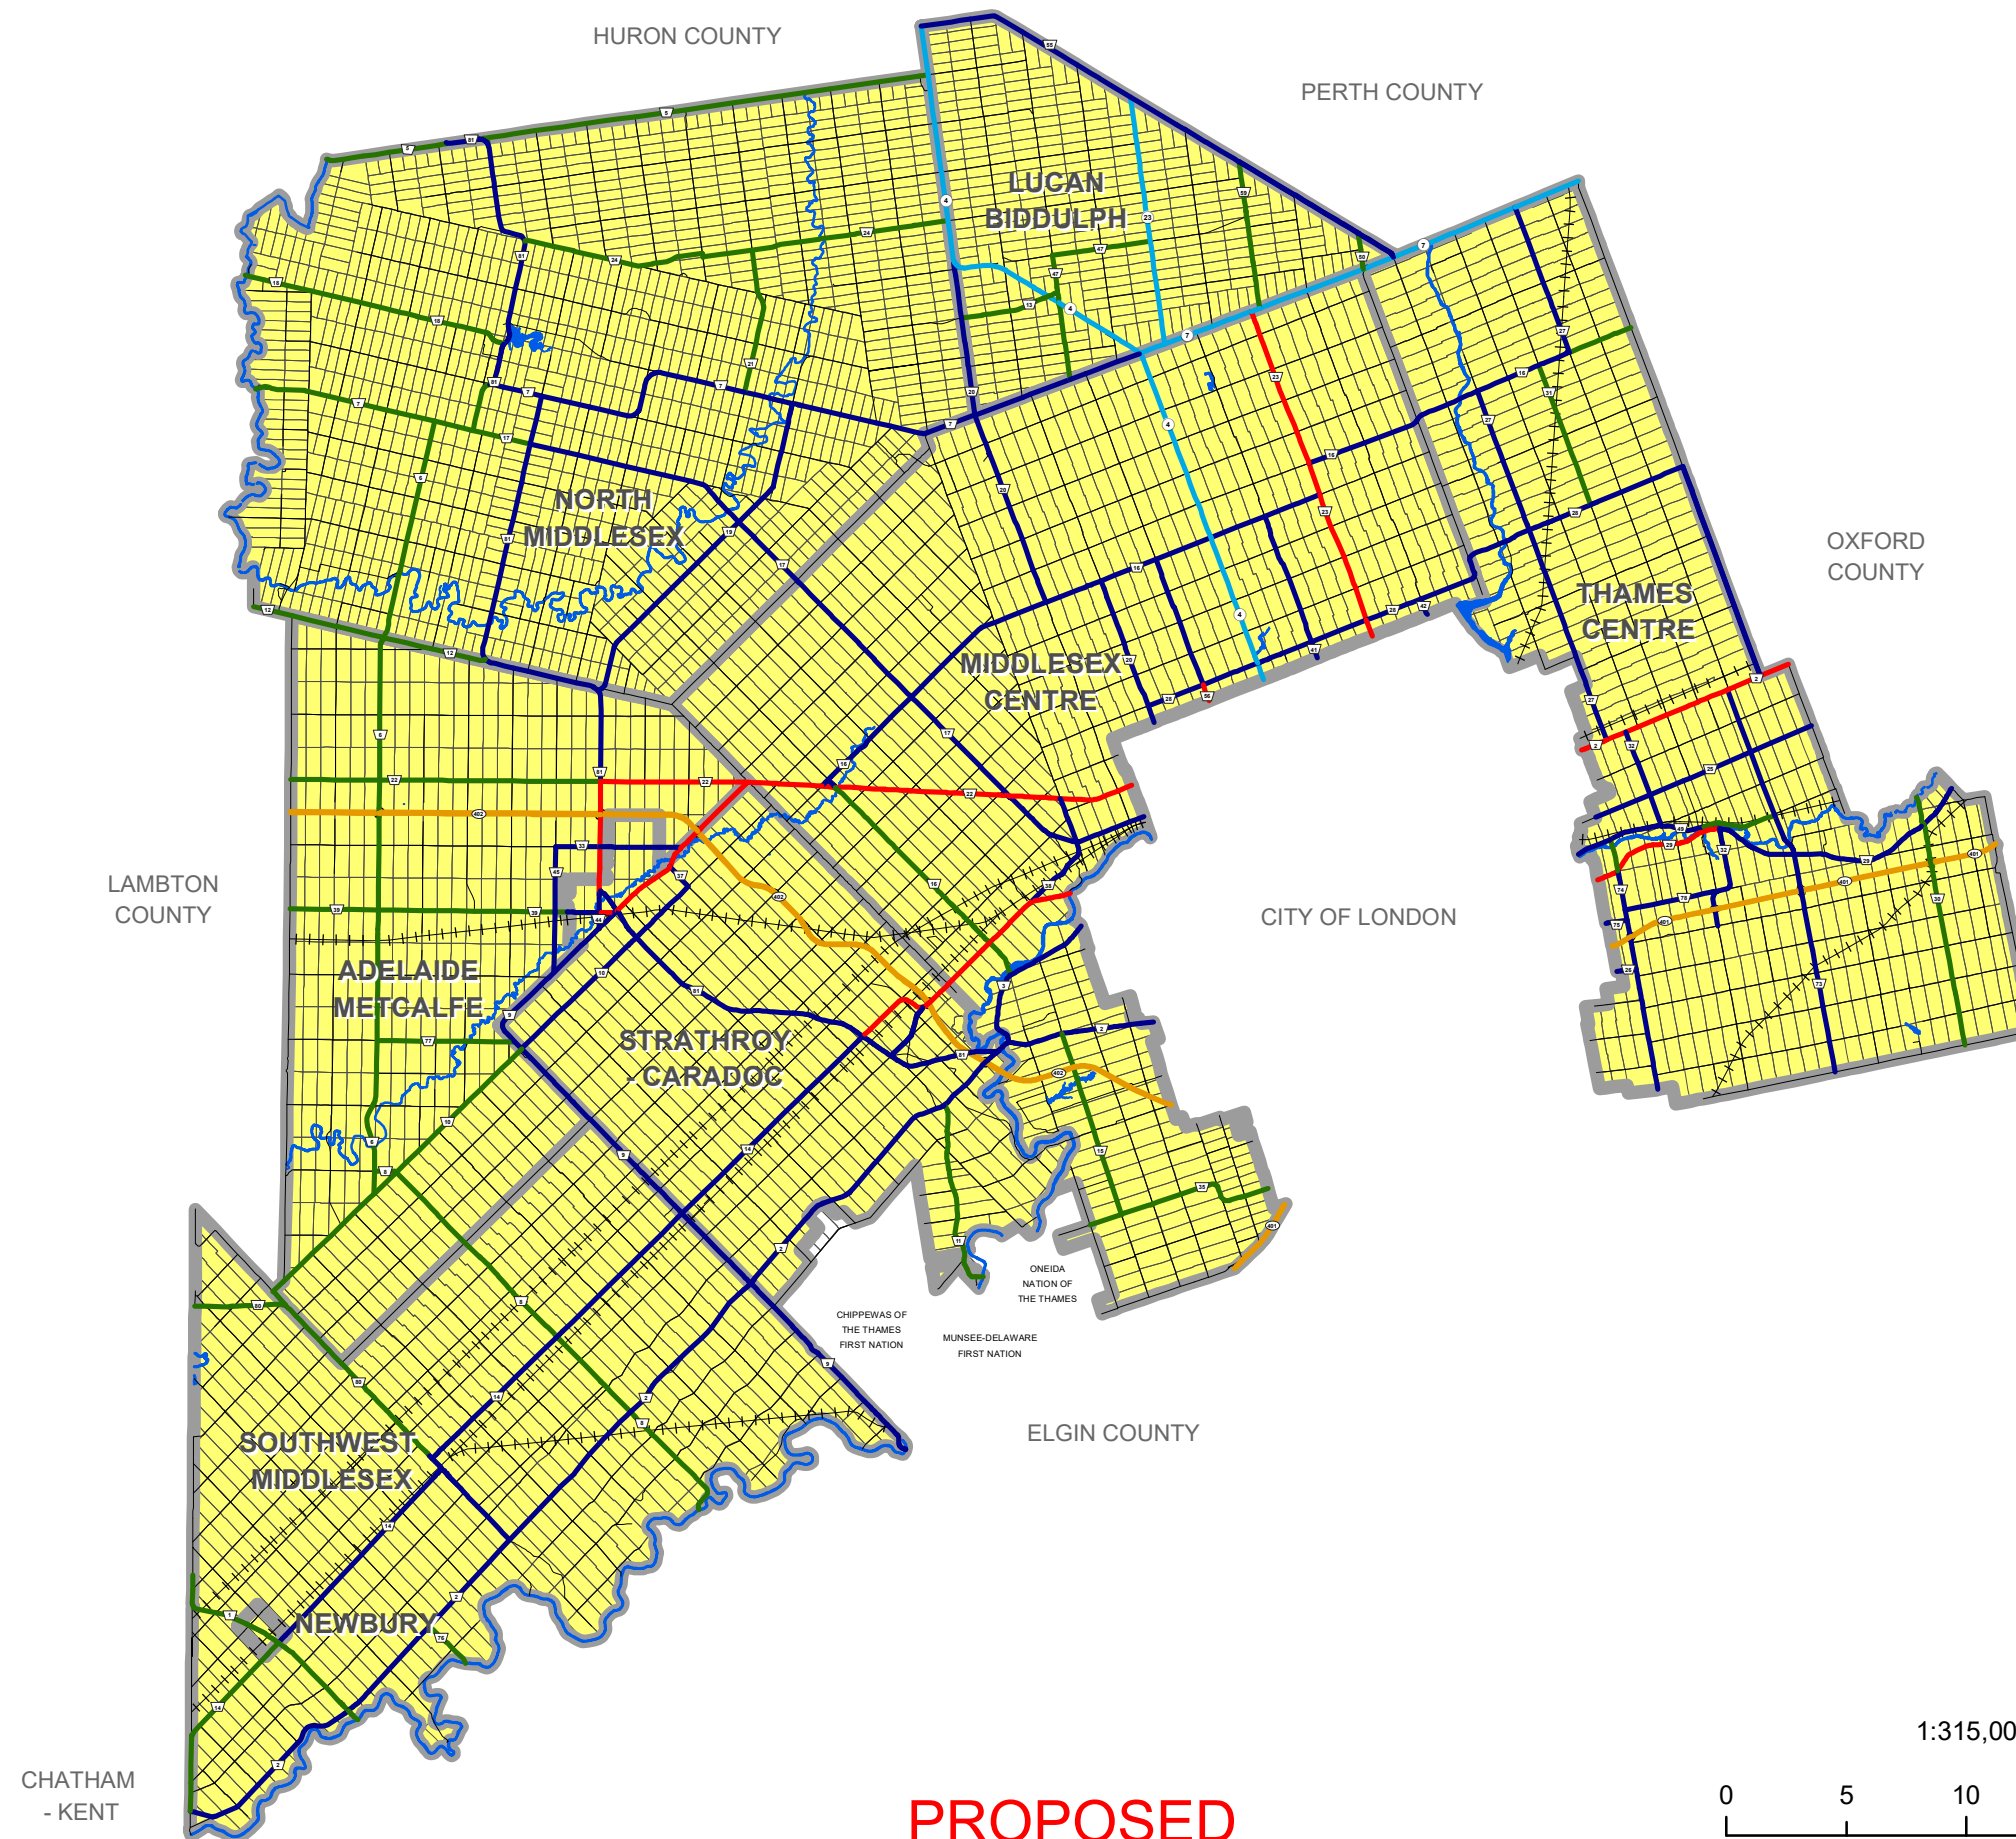 HURON COUNTY
PERTH COUNTY
LUCAN
BIDDULPH
NORTH
MIDDLESEX
OXFORD
COUNTY
THAMES
CENTRE
MIDDLESEX
CENTRE
LAMBTON
COUNTY
CITY OF LONDON
ADELAIDE
METCALFE
STRATHROY
- CARADOC
ONEIDA
NATION OF
THE THAMES
CHIPPEWAS OF
THE THAMES
FIRST NATION
MUNSEE-DELAWARE
FIRST NATION
ELGIN COUNTY
SOUTHWEST
MIDDLESEX
NEWBURY
CHATHAM
- KENT
PROPOSED
1:315,00
0 5 10